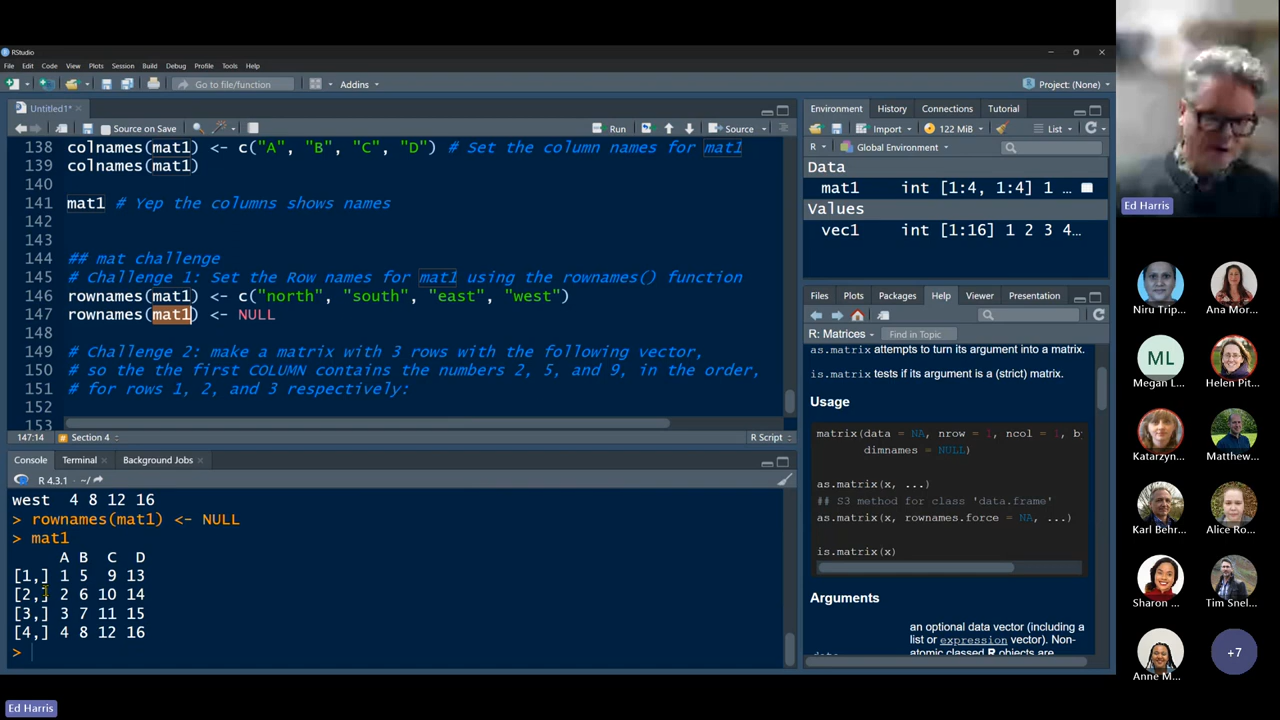 RStudio
File Edit Code View Plots Session Build Debug Profile Tools Help
Go to file/function
Addins
Project: (None)
Untitled1*
Source on Save
Run
Source
138 colnames(mat1) <- c("A", "B", "C", "D") # Set the column names for mat1
139 colnames(mat1)
140
141 mat1 # Yep the columns shows names
142
143
144 ## mat challenge
145 # Challenge 1: Set the Row names for mat1 using the rownames() function
146 rownames(mat1) <- c("north", "south", "east", "west")
147 rownames(mat1) <- NULL
148
149 # Challenge 2: make a matrix with 3 rows with the following vector,
150 # so the the first COLUMN contains the numbers 2, 5, and 9, in the order,
151 # for rows 1, 2, and 3 respectively:
152
153
147:14
Section 4
R Script
Console Terminal Background Jobs
R 4.3.1 · ~/
west 4 8 12 16
> rownames(mat1) <- NULL
> mat1
A B C D
[1,] 1 5 9 13
[2,] 2 6 10 14
[3,] 3 7 11 15
[4,] 4 8 12 16
>
Environment History Connections Tutorial
Import
122 MiB
List
R
Global Environment
Data
mat1 int [1:4, 1:4] 1 …
Values
vec1 int [1:16] 1 2 3 4…
Files Plots Packages Help Viewer Presentation
R: Matrices
Find in Topic
as.matrix attempts to turn its argument into a matrix.
is.matrix tests if its argument is a (strict) matrix.
Usage
matrix(data = NA, nrow = 1, ncol = 1, b
dimnames = NULL)
as.matrix(x, ...)
## S3 method for class 'data.frame'
as.matrix(x, rownames.force = NA, ...)
is.matrix(x)
Arguments
an optional data vector (including a
list or expression vector). Non-
atomic classed R objects are
Ed Harris
Niru Trip...
Ana Mor...
ML
Megan L...
Helen Pit...
Katarzyn...
Matthew...
Karl Behr...
Alice Ro...
Sharon ...
Tim Snel...
Anne M...
+7
Ed Harris